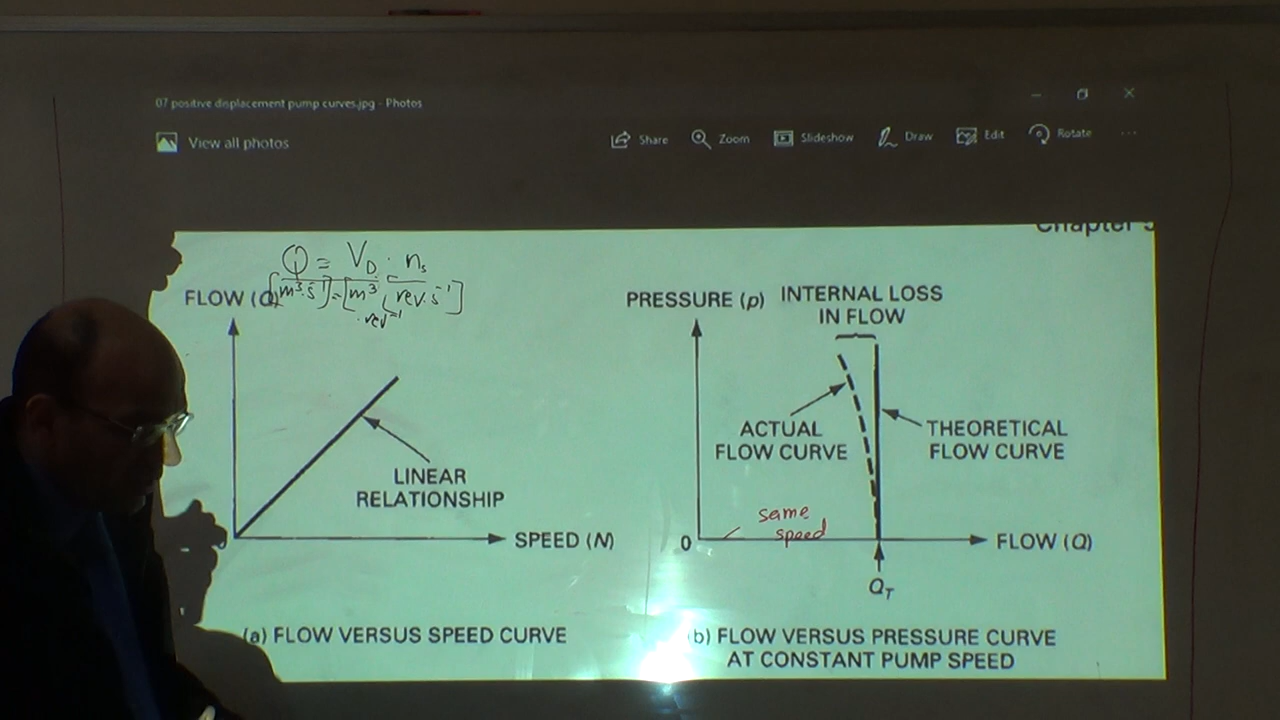 07 positive displacement pump curves.jpg - Photos
View all photos
Share Zoom Slideshow Draw Edit Rotate ...
Chapter 5
Q = V_D · n_s
[m³·s⁻¹] = [m³ · rev⁻¹ · rev·s⁻¹]
FLOW (Q)
LINEAR
RELATIONSHIP
SPEED (N)
(a) FLOW VERSUS SPEED CURVE
PRESSURE (p)
INTERNAL LOSS
IN FLOW
ACTUAL
FLOW CURVE
THEORETICAL
FLOW CURVE
same
speed
0
FLOW (Q)
Q_T
(b) FLOW VERSUS PRESSURE CURVE
AT CONSTANT PUMP SPEED